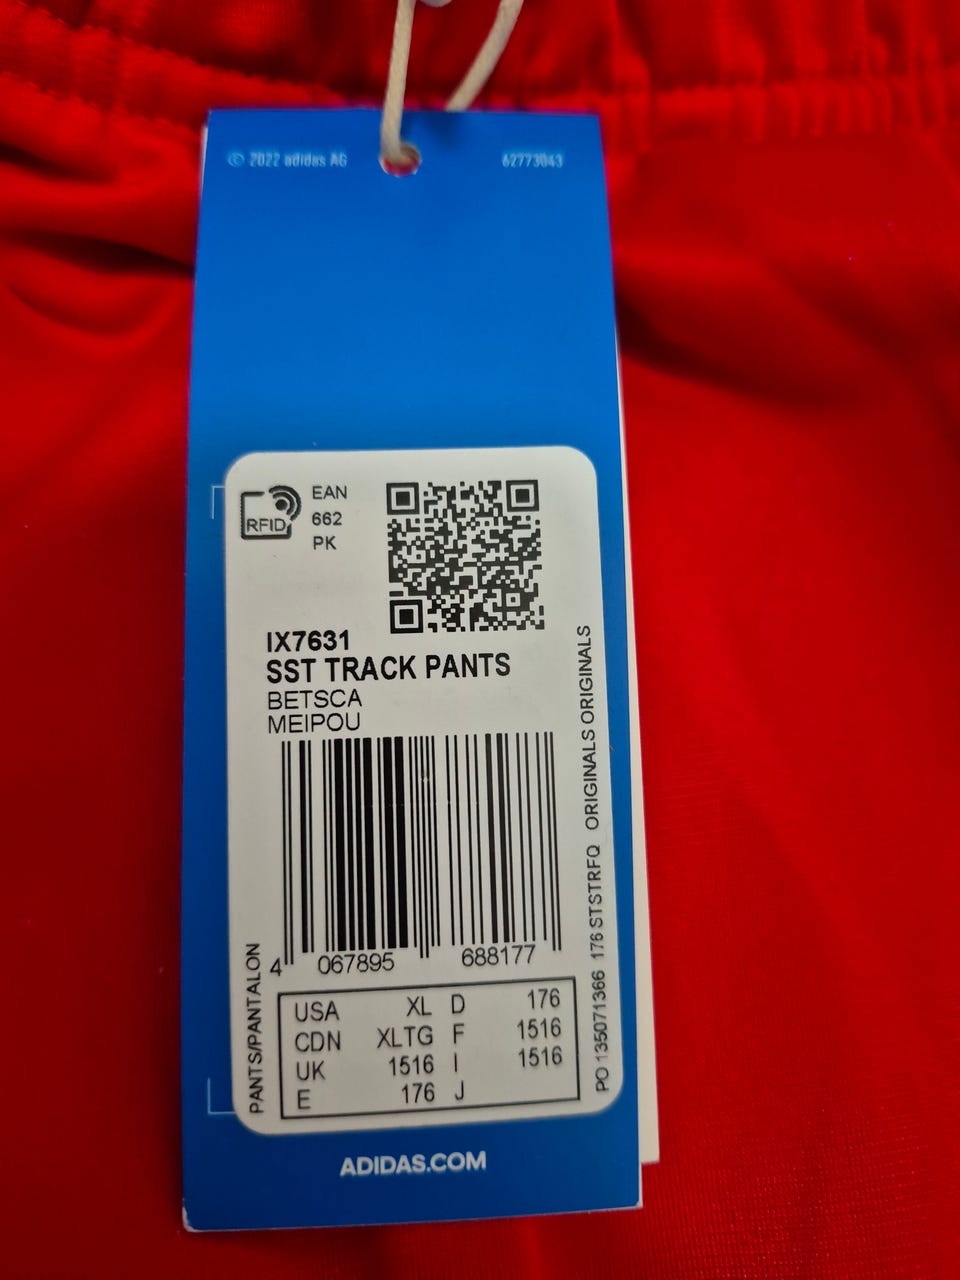 © 2022 adidas AG
62773043
RFID
EAN
662
PK
IX7631
SST TRACK PANTS
BETSCA
MEIPOU
4 067895 688177
PANTS/PANTALON
PO 135071366 176 STSTRFQ ORIGINALS ORIGINALS
USA XL D 176
CDN XLTG F 1516
UK 1516 I 1516
E 176 J
ADIDAS.COM